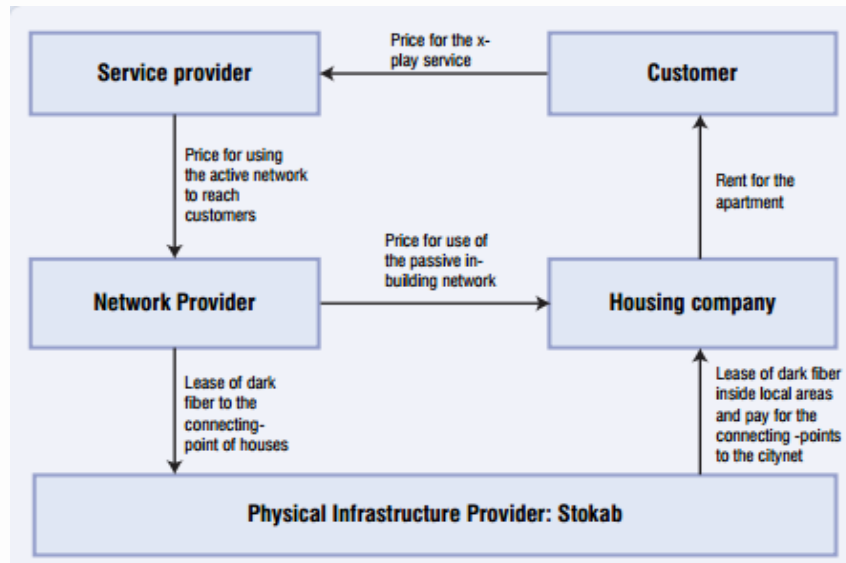 Price for the x-
play service
Service provider
Customer
Price for using
the active network
to reach
customers
Rent for the
apartment
Price for use of
the passive in-
building network
Network Provider
Housing company
Lease of dark
fiber to the
connecting-
point of houses
Lease of dark fiber
inside local areas
and pay for the
connecting -points
to the citynet
Physical Infrastructure Provider: Stokab